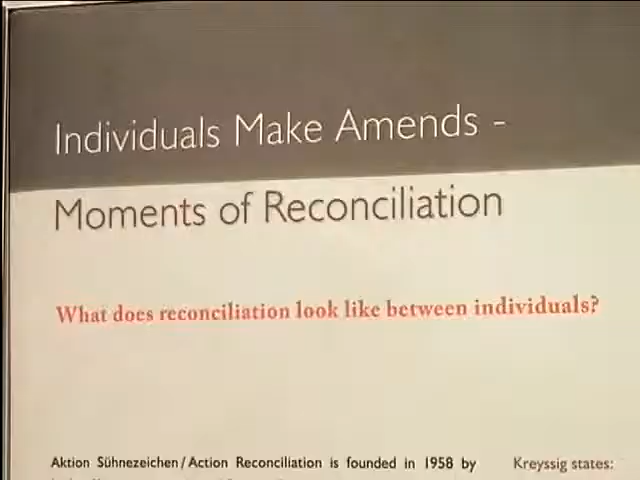 Individuals Make Amends -
Moments of Reconciliation
What does reconciliation look like between individuals?
Aktion Sühnezeichen / Action Reconciliation is founded in 1958 by
Kreyssig states: